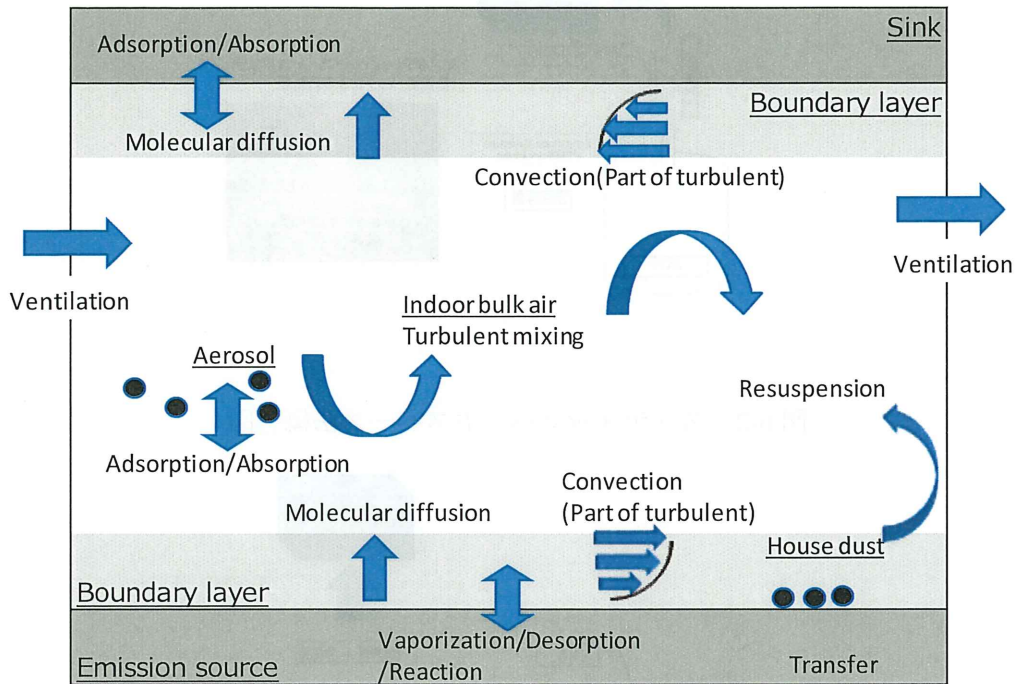 Adsorption/Absorption
Sink
Boundary layer
Molecular diffusion
Convection(Part of turbulent)
Ventilation
Ventilation
Indoor bulk air
Turbulent mixing
Aerosol
Resuspension
Adsorption/Absorption
Convection
(Part of turbulent)
Molecular diffusion
House dust
Boundary layer
Vaporization/Desorption
/Reaction
Emission source
Transfer